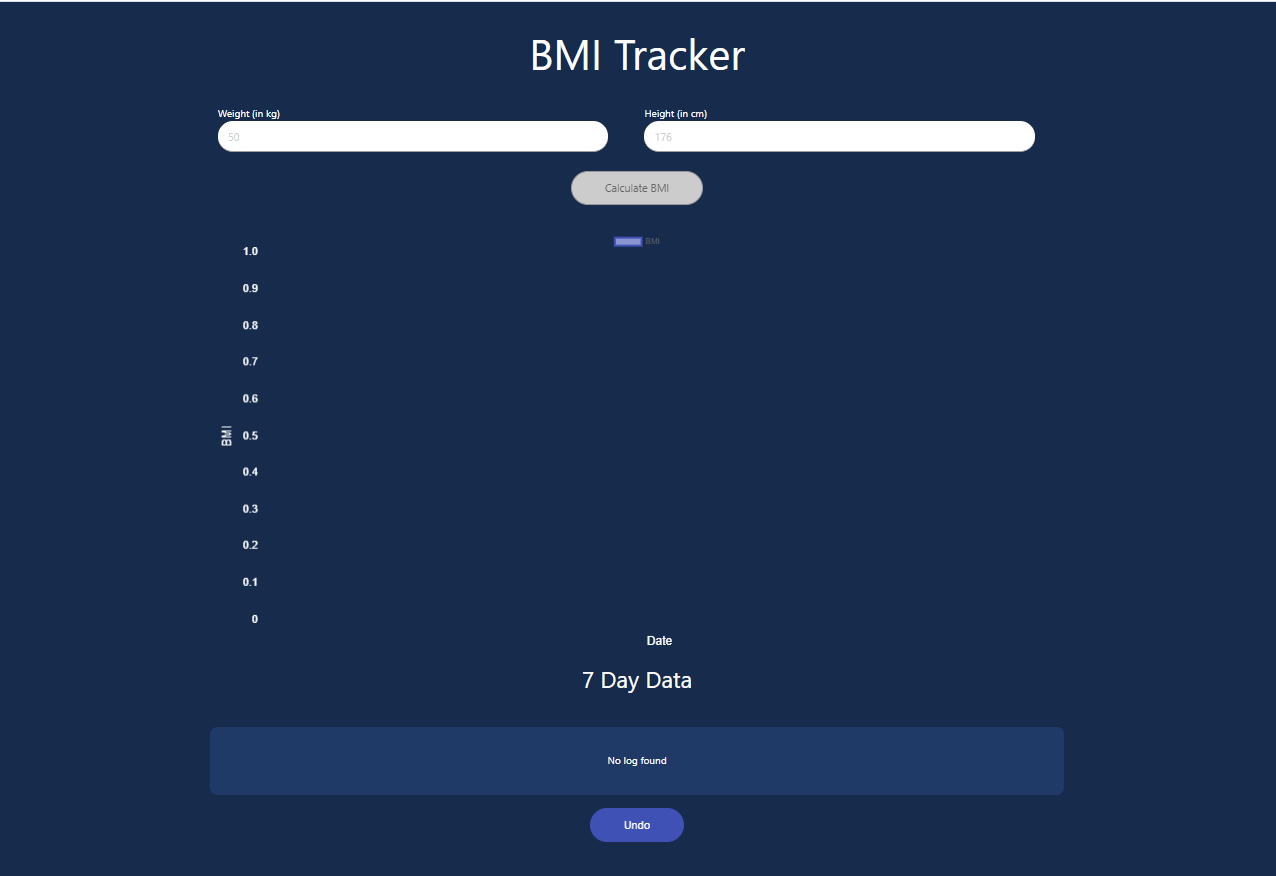 BMI Tracker
Weight (in kg)
Height (in cm)
50
176
Calculate BMI
BMI
1.0
0.9
0.8
0.7
0.6
0.5
0.4
0.3
0.2
0.1
0
BMI
Date
7 Day Data
No log found
Undo